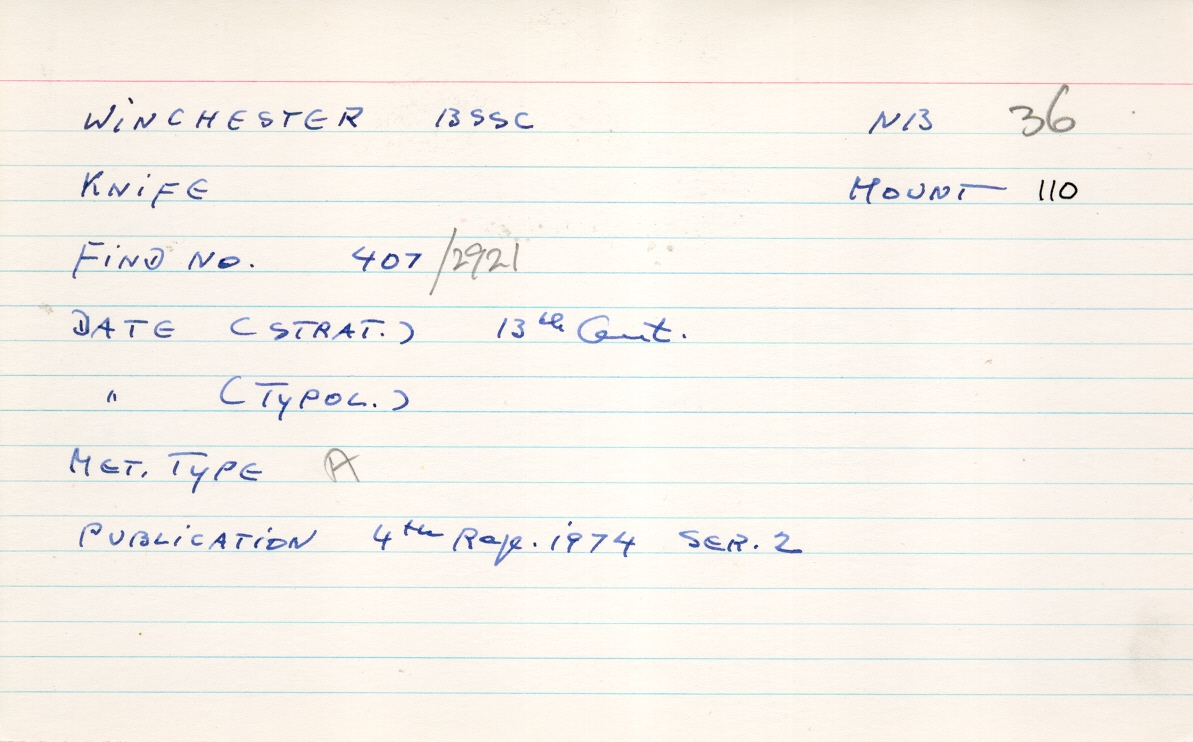 WINCHESTER BSSC NB 36
KNIFE MOUNT 110
FIND NO. 407/2921
DATE (STRAT.) 13th Cent.
" (TYPOL.)
MET. TYPE A
PUBLICATION 4th Rep. 1974 SER. 2